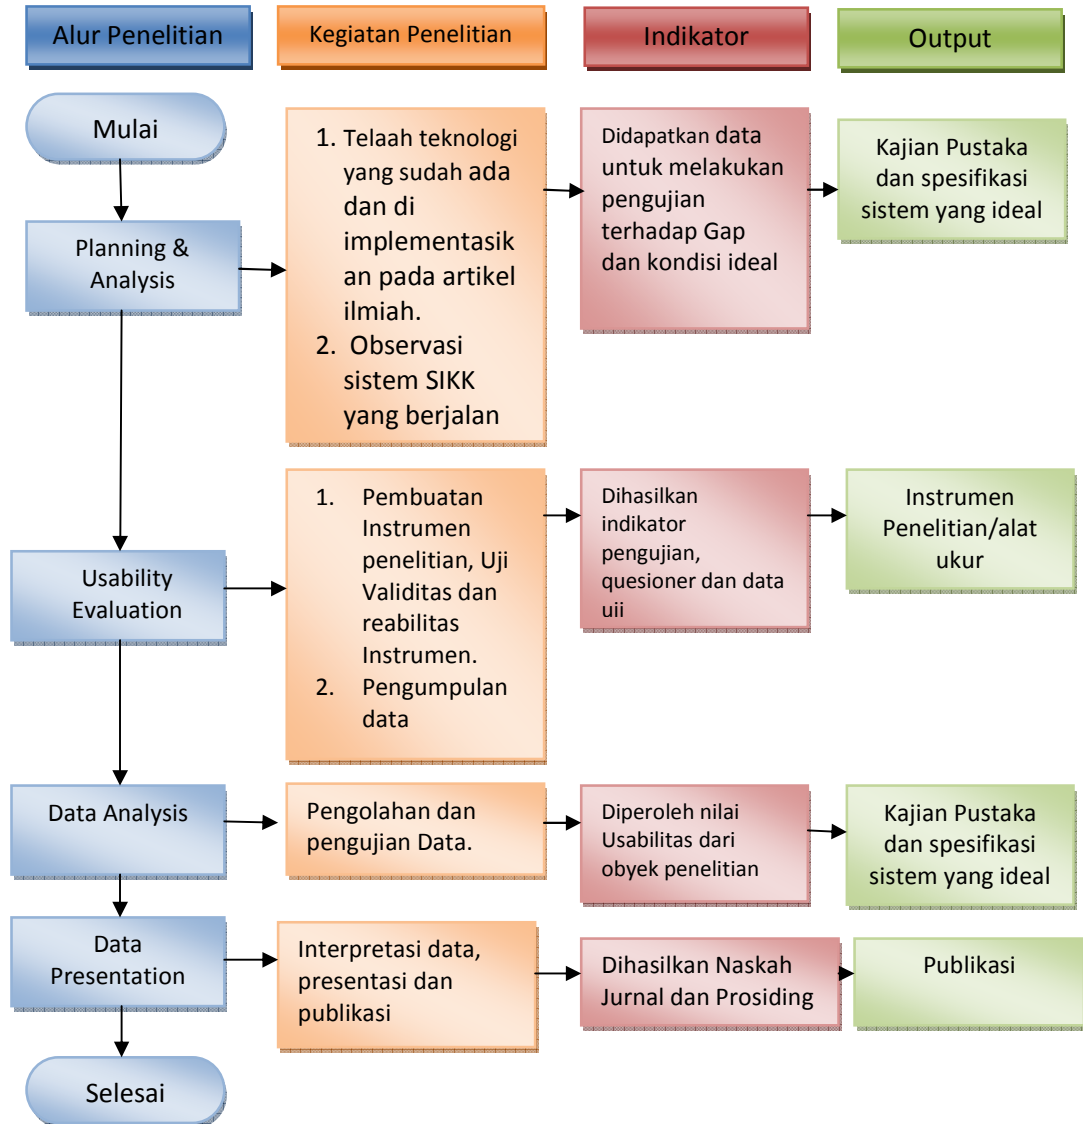 Alur Penelitian
Kegiatan Penelitian
Indikator
Output
Mulai
Planning &
Analysis
1. Telaah teknologi
yang sudah ada
dan di
implementasik
an pada artikel
ilmiah.
2. Observasi
sistem SIKK
yang berjalan
Didapatkan data
untuk melakukan
pengujian
terhadap Gap
dan kondisi ideal
Kajian Pustaka
dan spesifikasi
sistem yang ideal
Usability
Evaluation
1. Pembuatan
Instrumen
penelitian, Uji
Validitas dan
reabilitas
Instrumen.
2. Pengumpulan
data
Dihasilkan
indikator
pengujian,
quesioner dan data
uii
Instrumen
Penelitian/alat
ukur
Data Analysis
Pengolahan dan
pengujian Data.
Diperoleh nilai
Usabilitas dari
obyek penelitian
Kajian Pustaka
dan spesifikasi
sistem yang ideal
Data
Presentation
Interpretasi data,
presentasi dan
publikasi
Dihasilkan Naskah
Jurnal dan Prosiding
Publikasi
Selesai